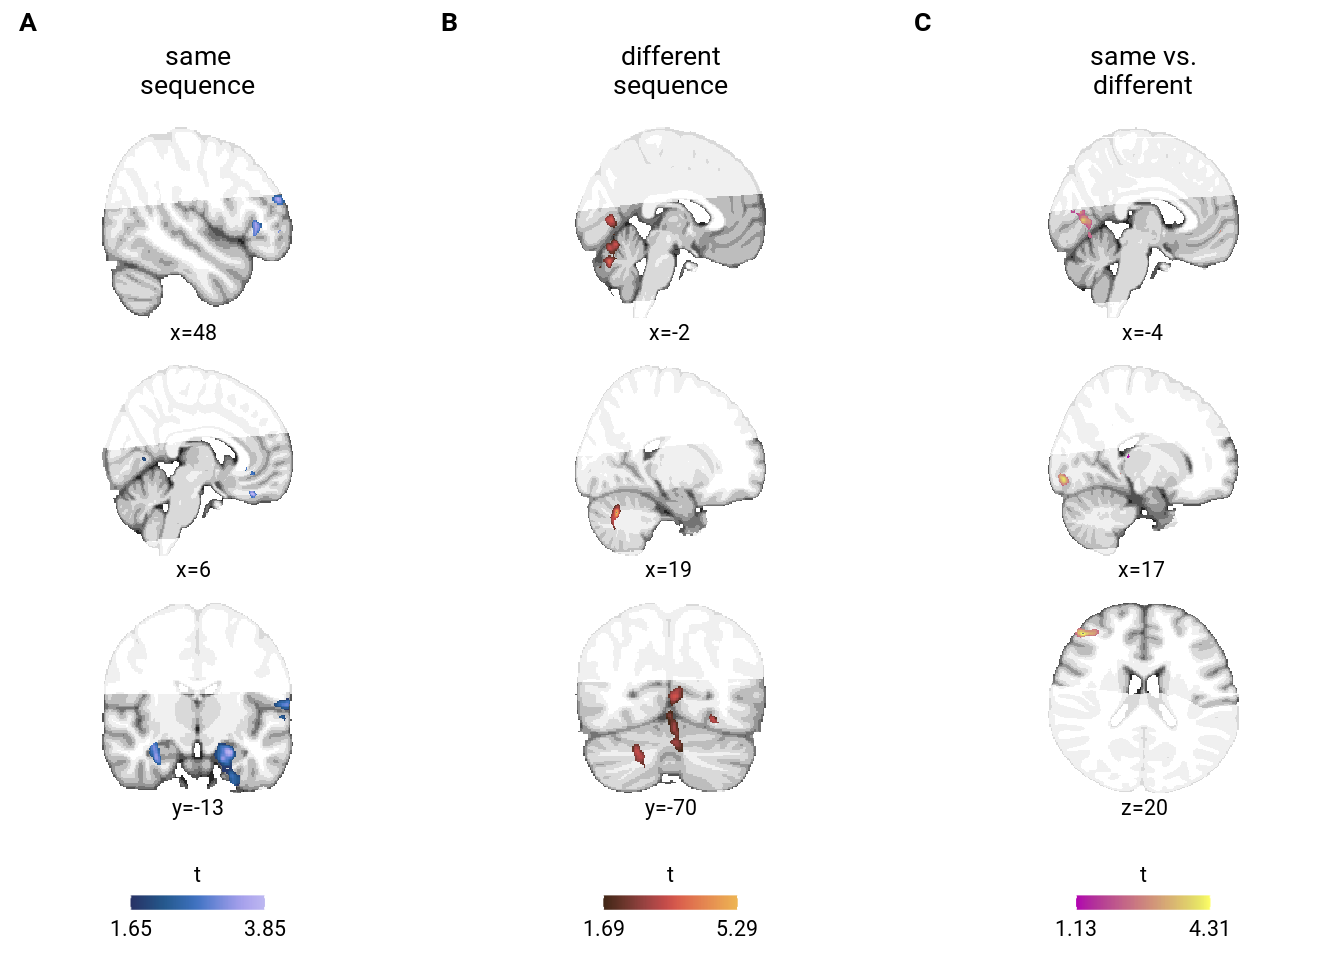 A
same
sequence
x=48
x=6
y=-13
t
1.65 3.85
B
different
sequence
x=-2
x=19
y=-70
t
1.69 5.29
C
same vs.
different
x=-4
x=17
z=20
t
1.13 4.31